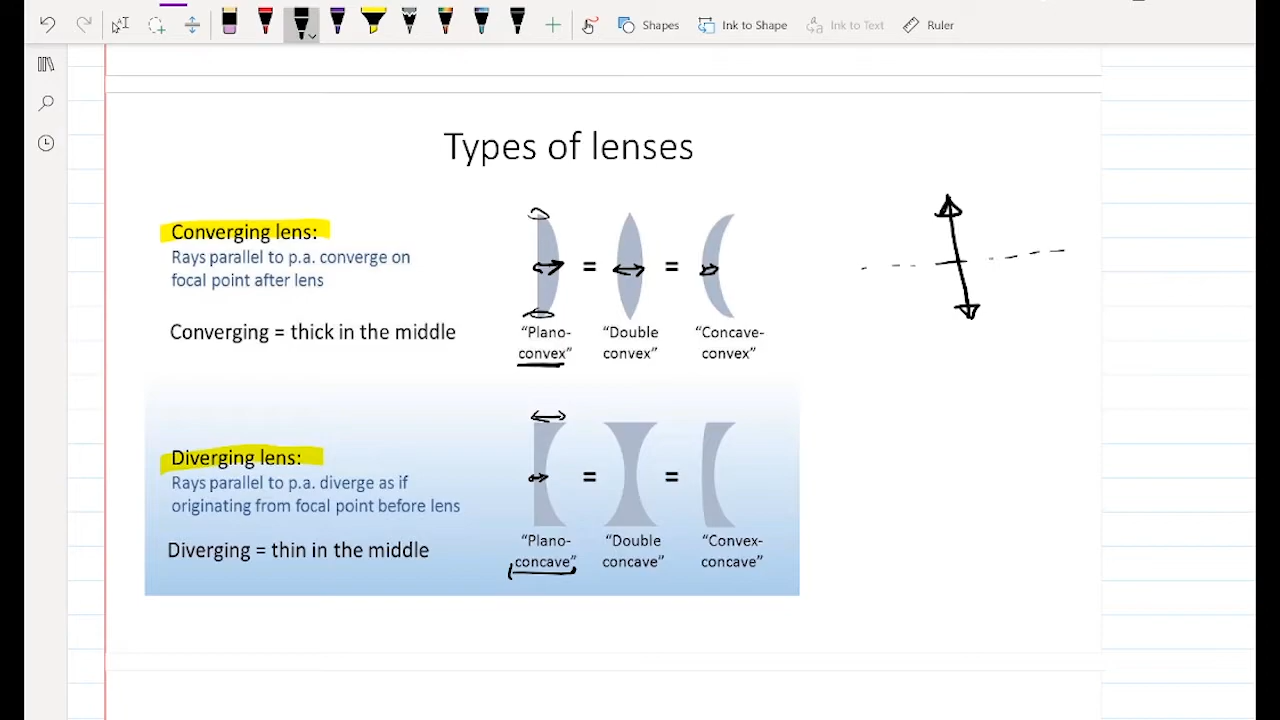 Shapes
Ink to Shape
Ink to Text
Ruler
Types of lenses
Converging lens:
Rays parallel to p.a. converge on
focal point after lens
Converging = thick in the middle
= =
“Plano-
convex”
“Double
convex”
“Concave-
convex”
Diverging lens:
Rays parallel to p.a. diverge as if
originating from focal point before lens
Diverging = thin in the middle
= =
“Plano-
concave”
“Double
concave”
“Convex-
concave”